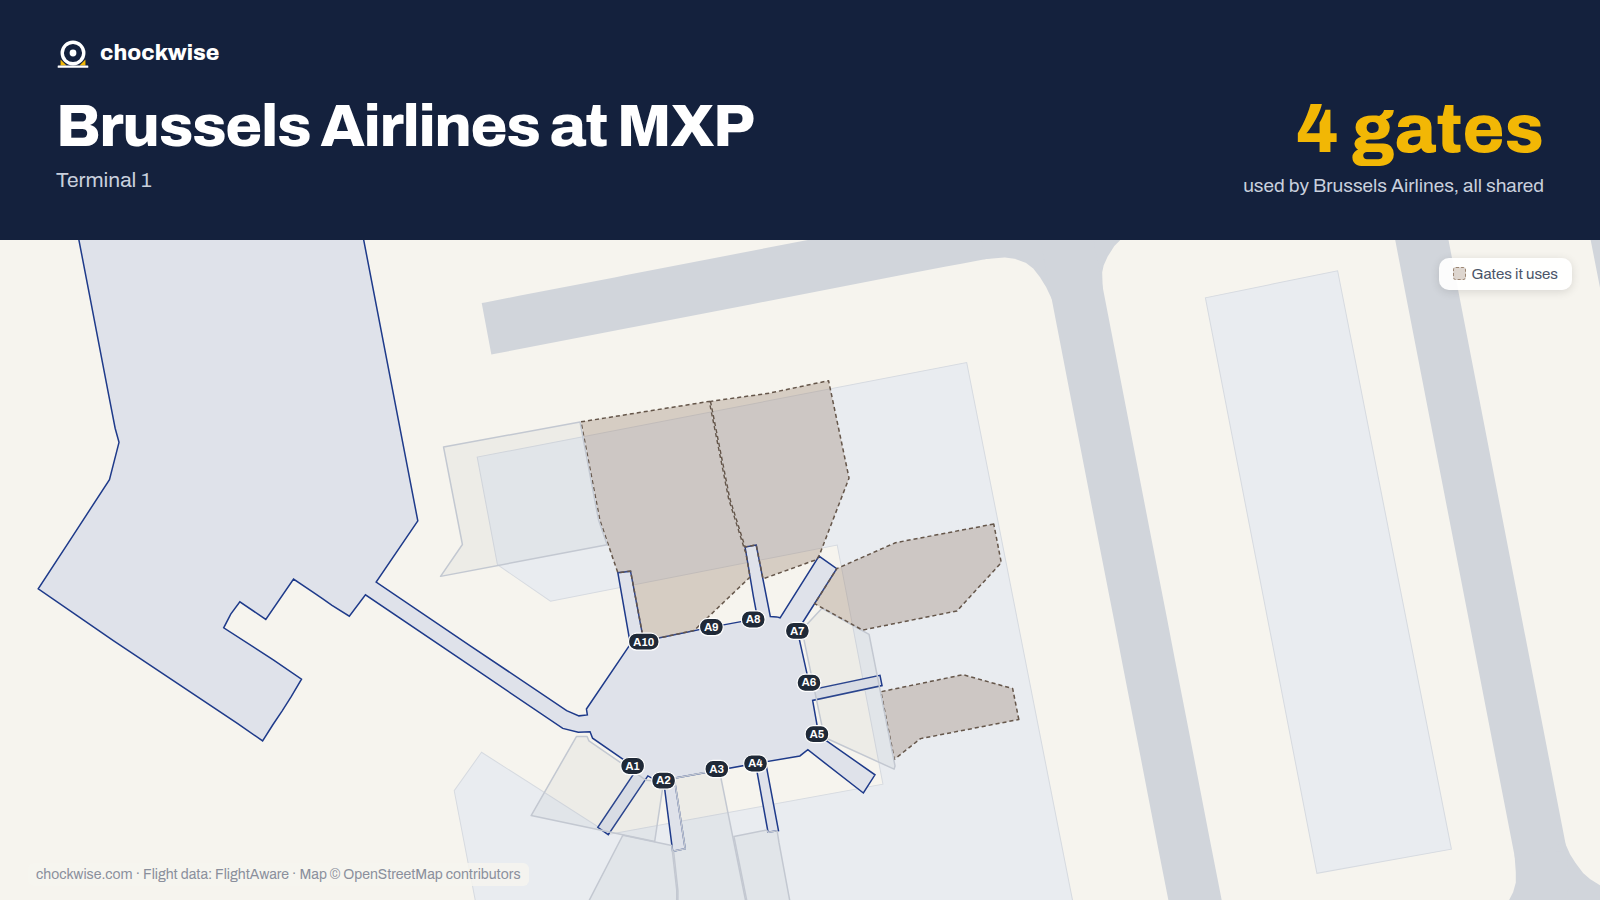 chockwise
Brussels Airlines at MXP
Terminal 1
4 gates
used by Brussels Airlines, all shared
Gates it uses
A10
A9
A8
A7
A6
A5
A4
A3
A2
A1
chockwise.com · Flight data: FlightAware · Map © OpenStreetMap contributors